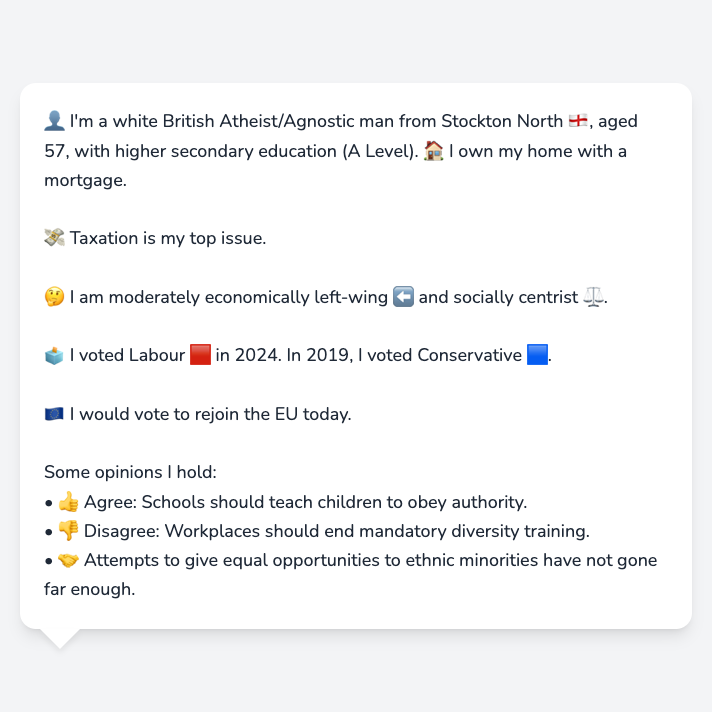 👤 I'm a white British Atheist/Agnostic man from Stockton North 🏴󠁧󠁢󠁥󠁮󠁧󠁿, aged
57, with higher secondary education (A Level). 🏠 I own my home with a
mortgage.
💸 Taxation is my top issue.
🤔 I am moderately economically left-wing ⬅️ and socially centrist ⚖️.
🗳️ I voted Labour 🟥 in 2024. In 2019, I voted Conservative 🟦.
🇪🇺 I would vote to rejoin the EU today.
Some opinions I hold:
• 👍 Agree: Schools should teach children to obey authority.
• 👎 Disagree: Workplaces should end mandatory diversity training.
• 🤝 Attempts to give equal opportunities to ethnic minorities have not gone
far enough.